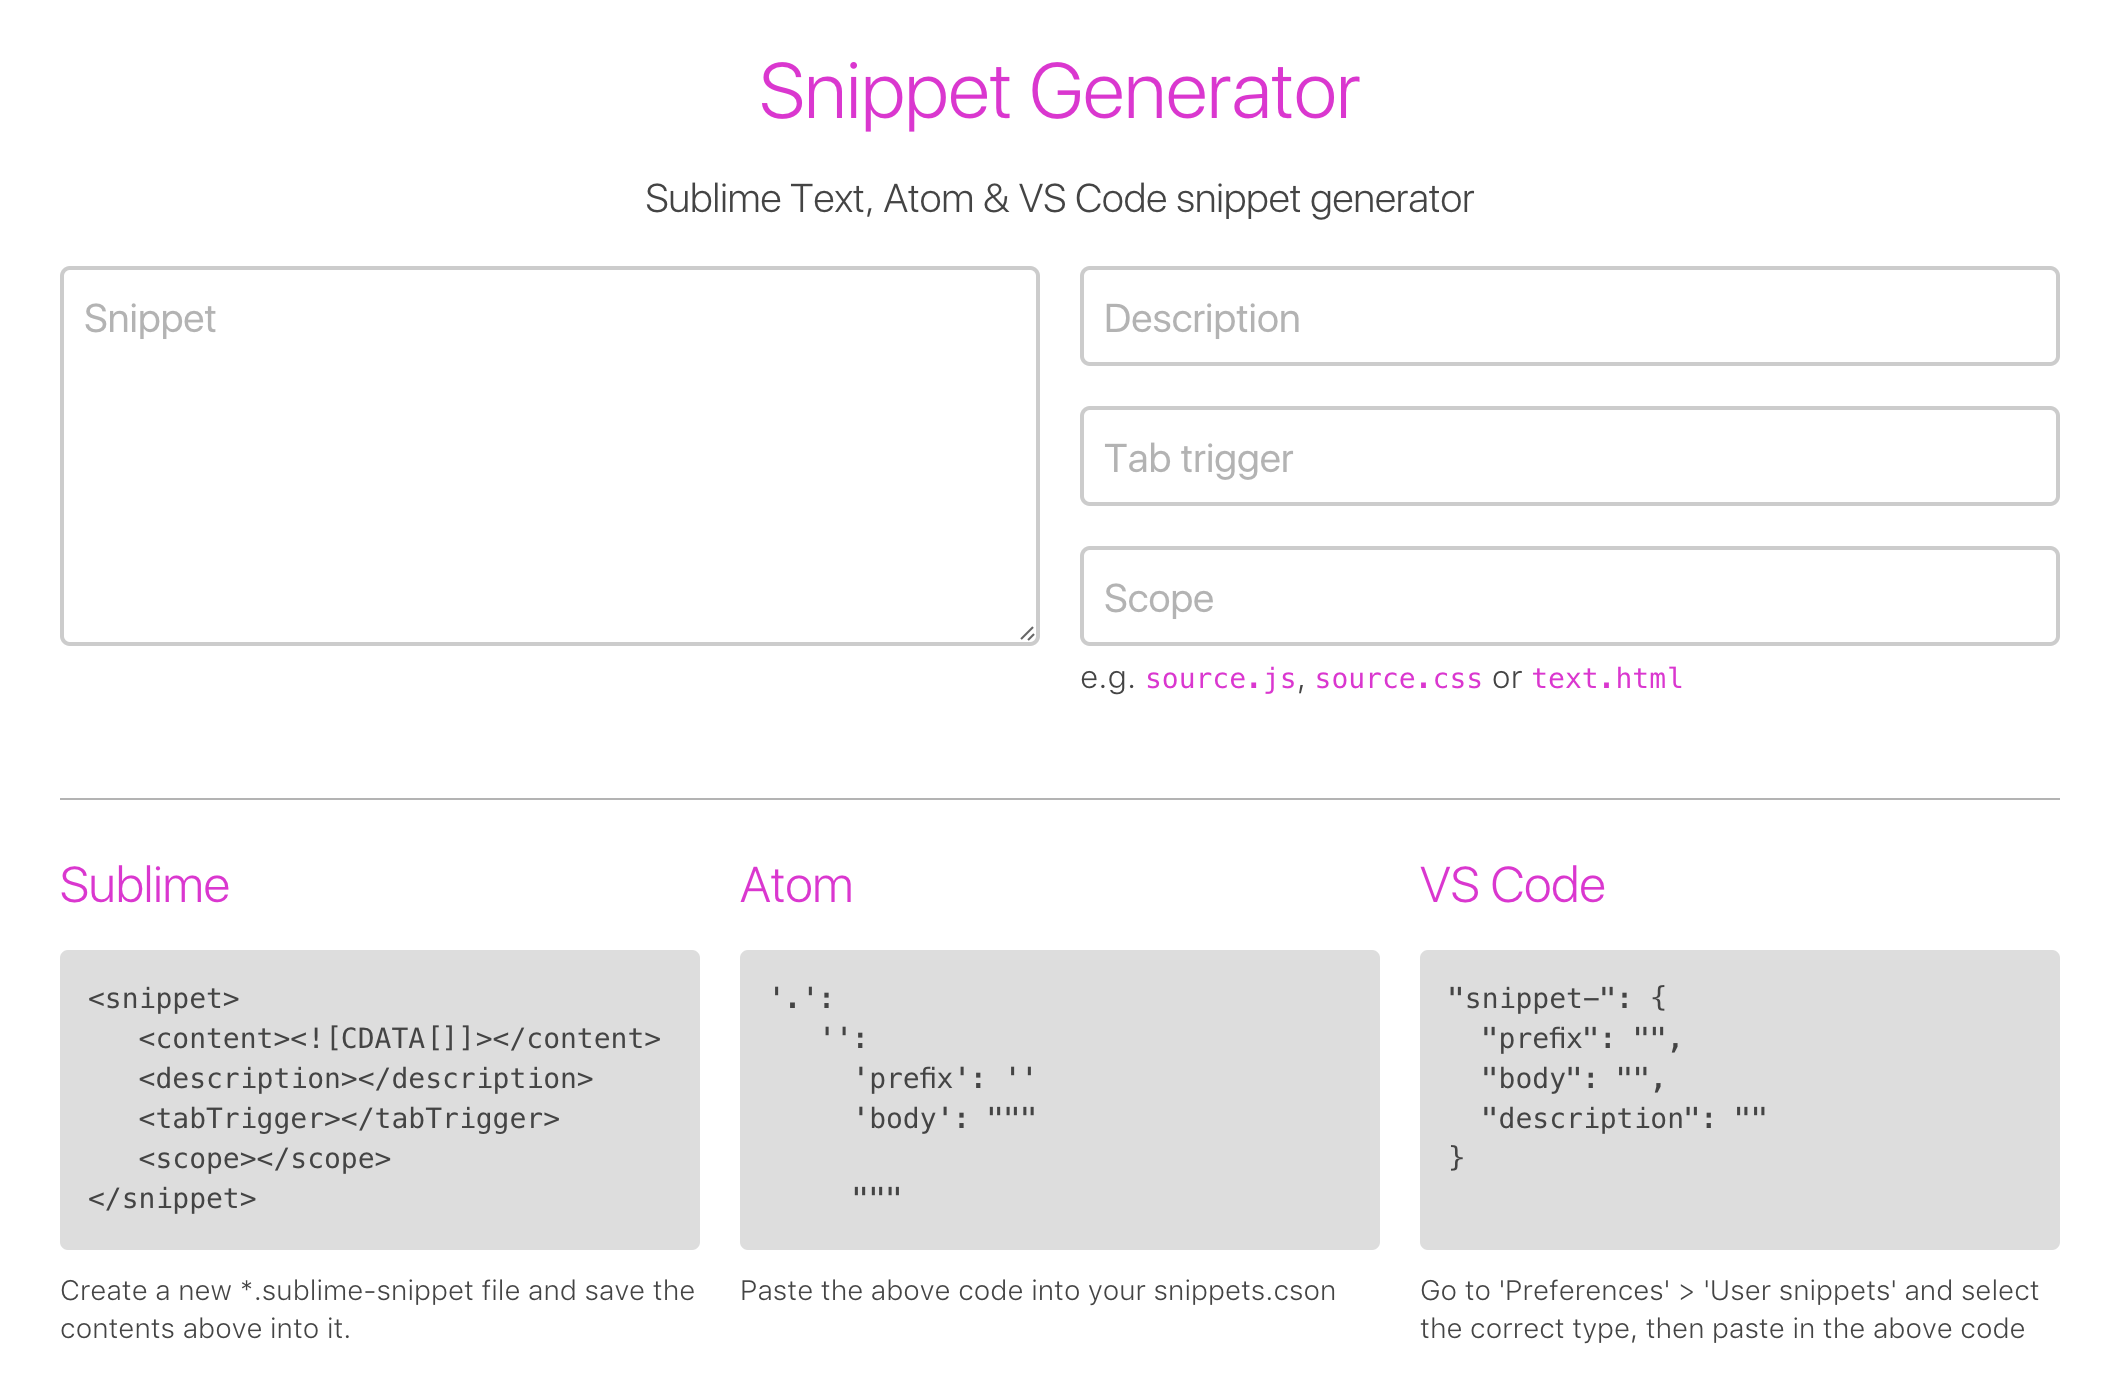 Snippet Generator
Sublime Text, Atom & VS Code snippet generator
Snippet
Description
Tab trigger
Scope
e.g. source.js, source.css or text.html
Sublime
<snippet>
   <content><![CDATA[]]></content>
   <description></description>
   <tabTrigger></tabTrigger>
   <scope></scope>
</snippet>
Create a new *.sublime-snippet file and save the
contents above into it.
Atom
'.':
   '':
     'prefix': ''
     'body': """

     """
Paste the above code into your snippets.cson
VS Code
"snippet-": {
  "prefix": "",
  "body": "",
  "description": ""
}
Go to 'Preferences' > 'User snippets' and select
the correct type, then paste in the above code